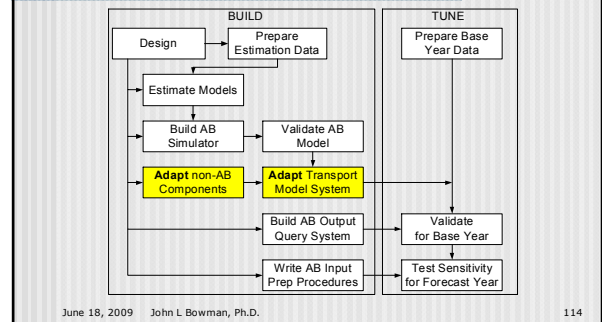 BUILD
TUNE
Design
Prepare
Estimation Data
Prepare Base
Year Data
Estimate Models
Build AB
Simulator
Validate AB
Model
Adapt non-AB
Components
Adapt Transport
Model System
Build AB Output
Query System
Validate
for Base Year
Write AB Input
Prep Procedures
Test Sensitivity
for Forecast Year
June 18, 2009 John L Bowman, Ph.D. 114